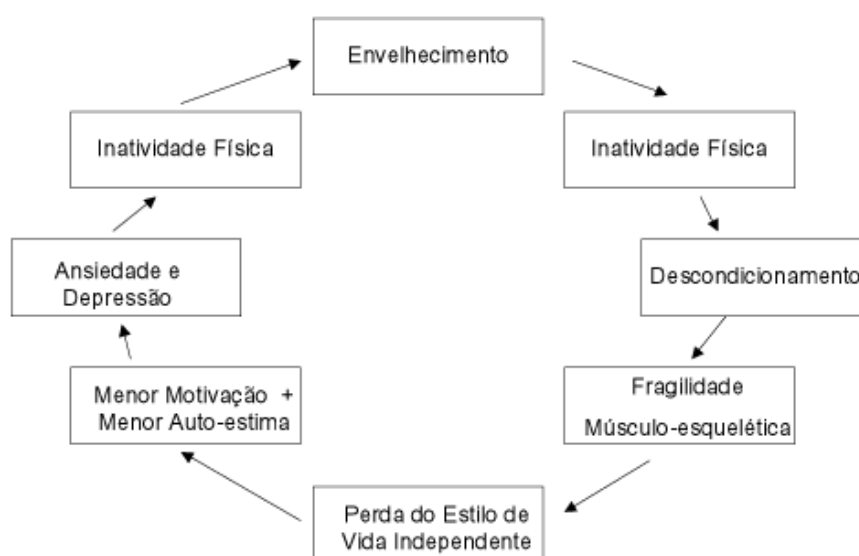 Envelhecimento
Inatividade Física
Inatividade Física
Ansiedade e
Depressão
Descondicionamento
Menor Motivação +
Menor Auto-estima
Fragilidade
Músculo-esquelética
Perda do Estilo de
Vida Independente